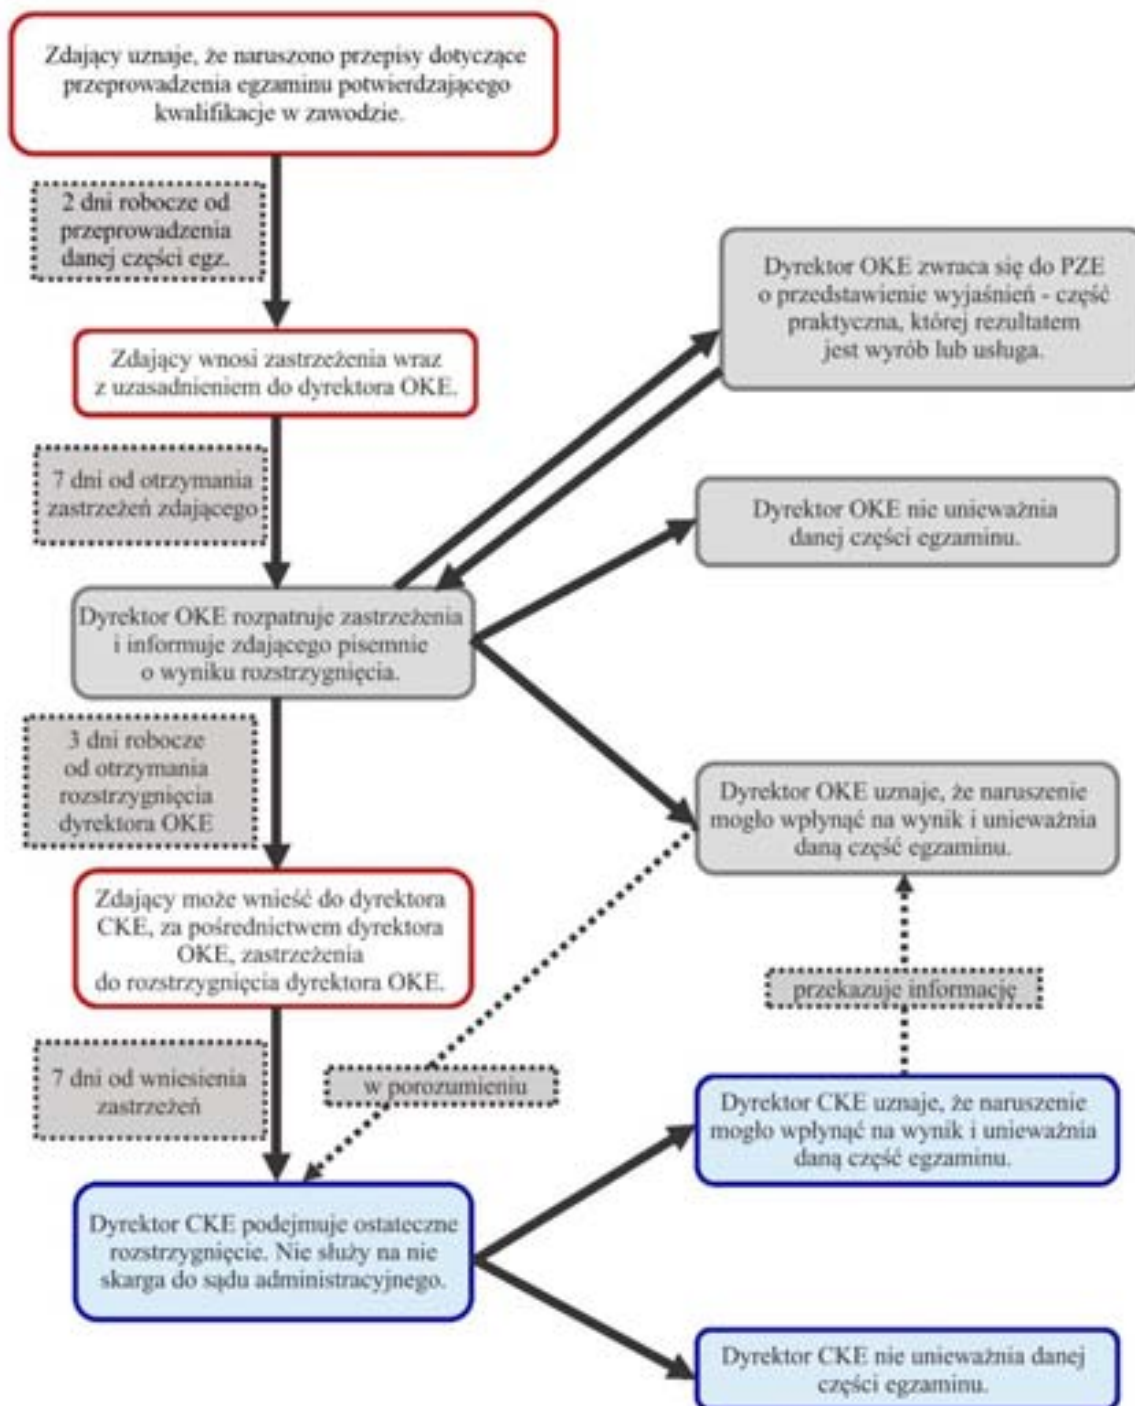 Zdający uznaje, że naruszono przepisy dotyczące
przeprowadzenia egzaminu potwierdzającego
kwalifikacje w zawodzie.
2 dni robocze od
przeprowadzenia
danej części egz.
Dyrektor OKE zwraca się do PZE
o przedstawienie wyjaśnień - część
praktyczna, której rezultatem
jest wyrób lub usługa.
Zdający wnosi zastrzeżenia wraz
z uzasadnieniem do dyrektora OKE.
7 dni od otrzymania
zastrzeżeń zdającego
Dyrektor OKE nie unieważnia
danej części egzaminu.
Dyrektor OKE rozpatruje zastrzeżenia
i informuje zdającego pisemnie
o wyniku rozstrzygnięcia.
3 dni robocze
od otrzymania
rozstrzygnięcia
dyrektora OKE
Dyrektor OKE uznaje, że naruszenie
mogło wpłynąć na wynik i unieważnia
daną część egzaminu.
Zdający może wnieść do dyrektora
CKE, za pośrednictwem dyrektora
OKE, zastrzeżenia
do rozstrzygnięcia dyrektora OKE.
przekazuje informację
7 dni od wniesienia
zastrzeżeń
w porozumieniu
Dyrektor CKE uznaje, że naruszenie
mogło wpłynąć na wynik i unieważnia
daną część egzaminu.
Dyrektor CKE podejmuje ostateczne
rozstrzygnięcie. Nie służy na nie
skarga do sądu administracyjnego.
Dyrektor CKE nie unieważnia danej
części egzaminu.